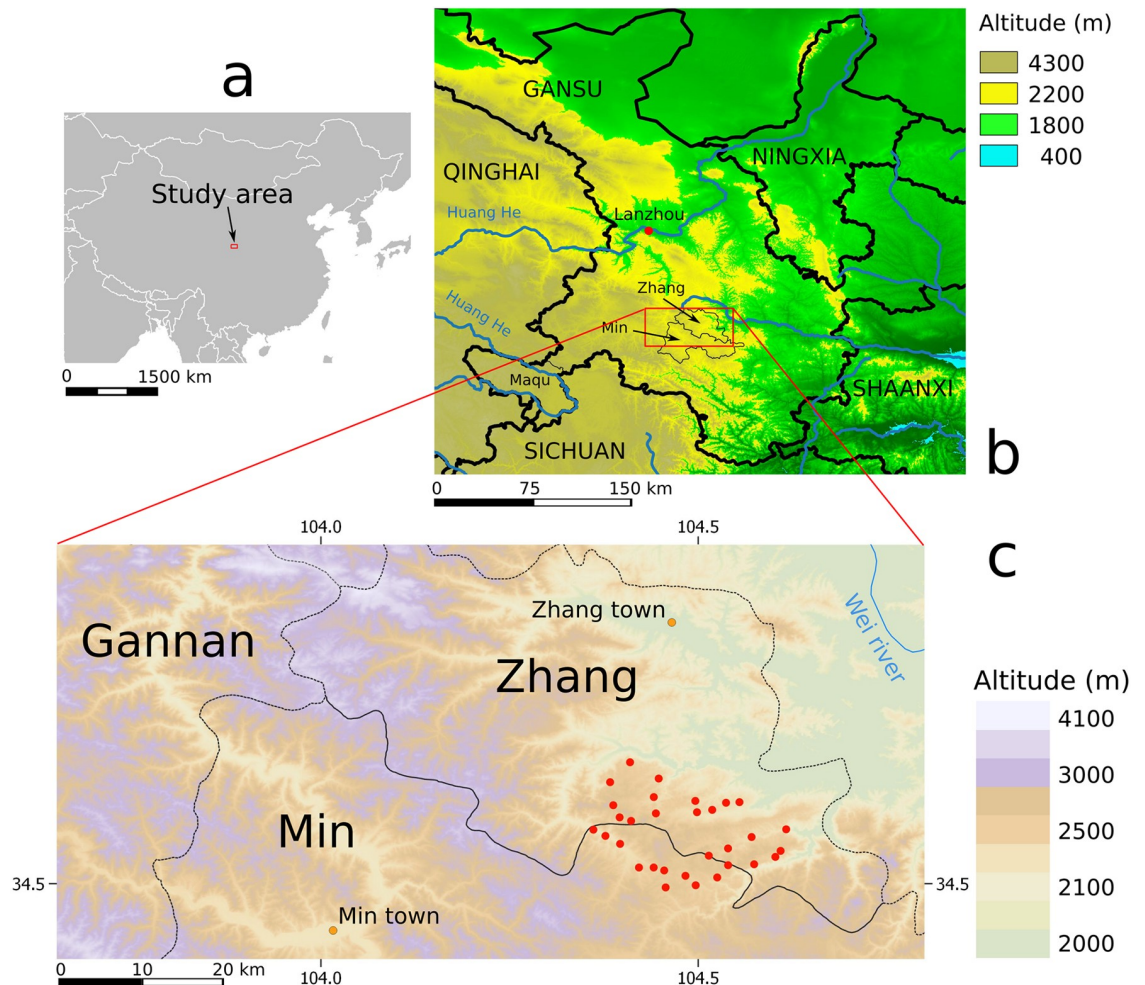 a
Study area
0 1500 km
Altitude (m)
4300
2200
1800
400
GANSU
QINGHAI
NINGXIA
Huang He
Lanzhou
Zhang
Huang He
Min
Maqu
SHAANXI
SICHUAN
b
0 75 150 km
104.0 104.5
c
Zhang town
Gannan
Zhang
Wei river
Min
34.5 34.5
Min town
0 10 20 km
104.0 104.5
Altitude (m)
4100
3000
2500
2100
2000